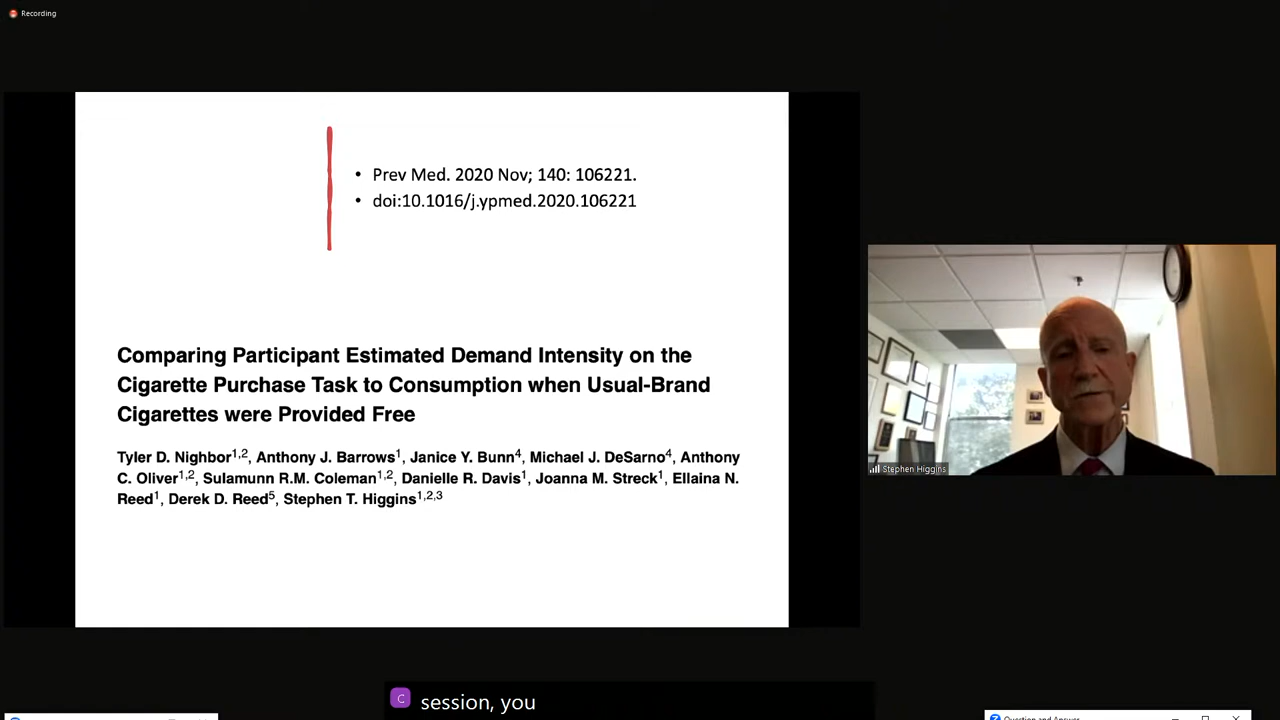 Recording
• Prev Med. 2020 Nov; 140: 106221.
• doi:10.1016/j.ypmed.2020.106221
Comparing Participant Estimated Demand Intensity on the
Cigarette Purchase Task to Consumption when Usual-Brand
Cigarettes were Provided Free
Tyler D. Nighbor1,2, Anthony J. Barrows1, Janice Y. Bunn4, Michael J. DeSarno4, Anthony
C. Oliver1,2, Sulamunn R.M. Coleman1,2, Danielle R. Davis1, Joanna M. Streck1, Ellaina N.
Reed1, Derek D. Reed5, Stephen T. Higgins1,2,3
Stephen Higgins
C session, you
Question and Answer